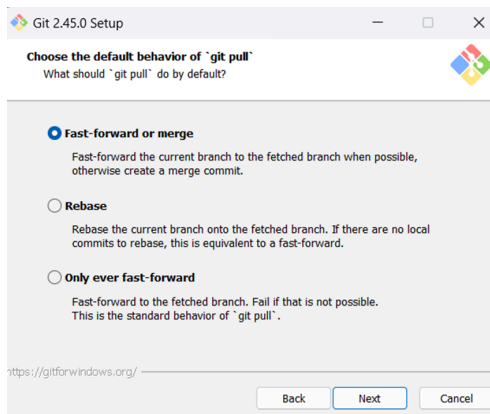 Git 2.45.0 Setup
Choose the default behavior of `git pull`
What should `git pull` do by default?
Fast-forward or merge
Fast-forward the current branch to the fetched branch when possible,
otherwise create a merge commit.
Rebase
Rebase the current branch onto the fetched branch. If there are no local
commits to rebase, this is equivalent to a fast-forward.
Only ever fast-forward
Fast-forward to the fetched branch. Fail if that is not possible.
This is the standard behavior of `git pull`.
https://gitforwindows.org/
Back
Next
Cancel